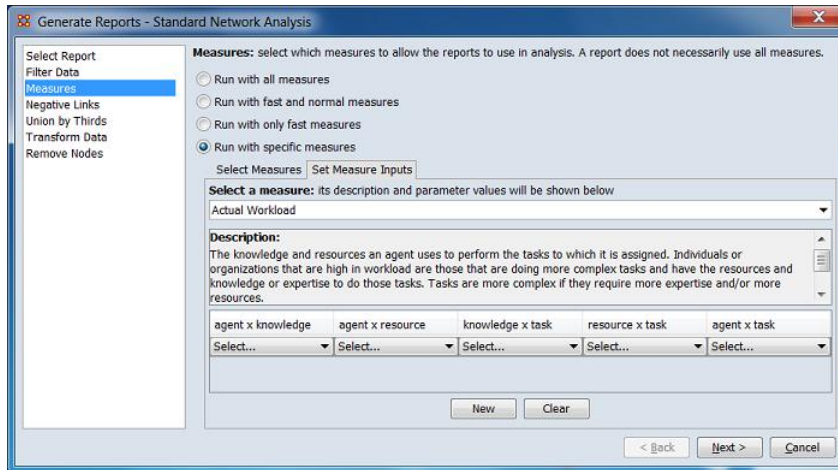 Generate Reports - Standard Network Analysis
Select Report
Filter Data
Measures
Negative Links
Union by Thirds
Transform Data
Remove Nodes
Measures: select which measures to allow the reports to use in analysis. A report does not necessarily use all measures.
Run with all measures
Run with fast and normal measures
Run with only fast measures
Run with specific measures
Select Measures Set Measure Inputs
Select a measure: its description and parameter values will be shown below
Actual Workload
Description:
The knowledge and resources an agent uses to perform the tasks to which it is assigned. Individuals or
organizations that are high in workload are those that are doing more complex tasks and have the resources and
knowledge or expertise to do those tasks. Tasks are more complex if they require more expertise and/or more
resources.
agent x knowledge agent x resource knowledge x task resource x task agent x task
Select... Select... Select... Select... Select...
New Clear
< Back Next > Cancel